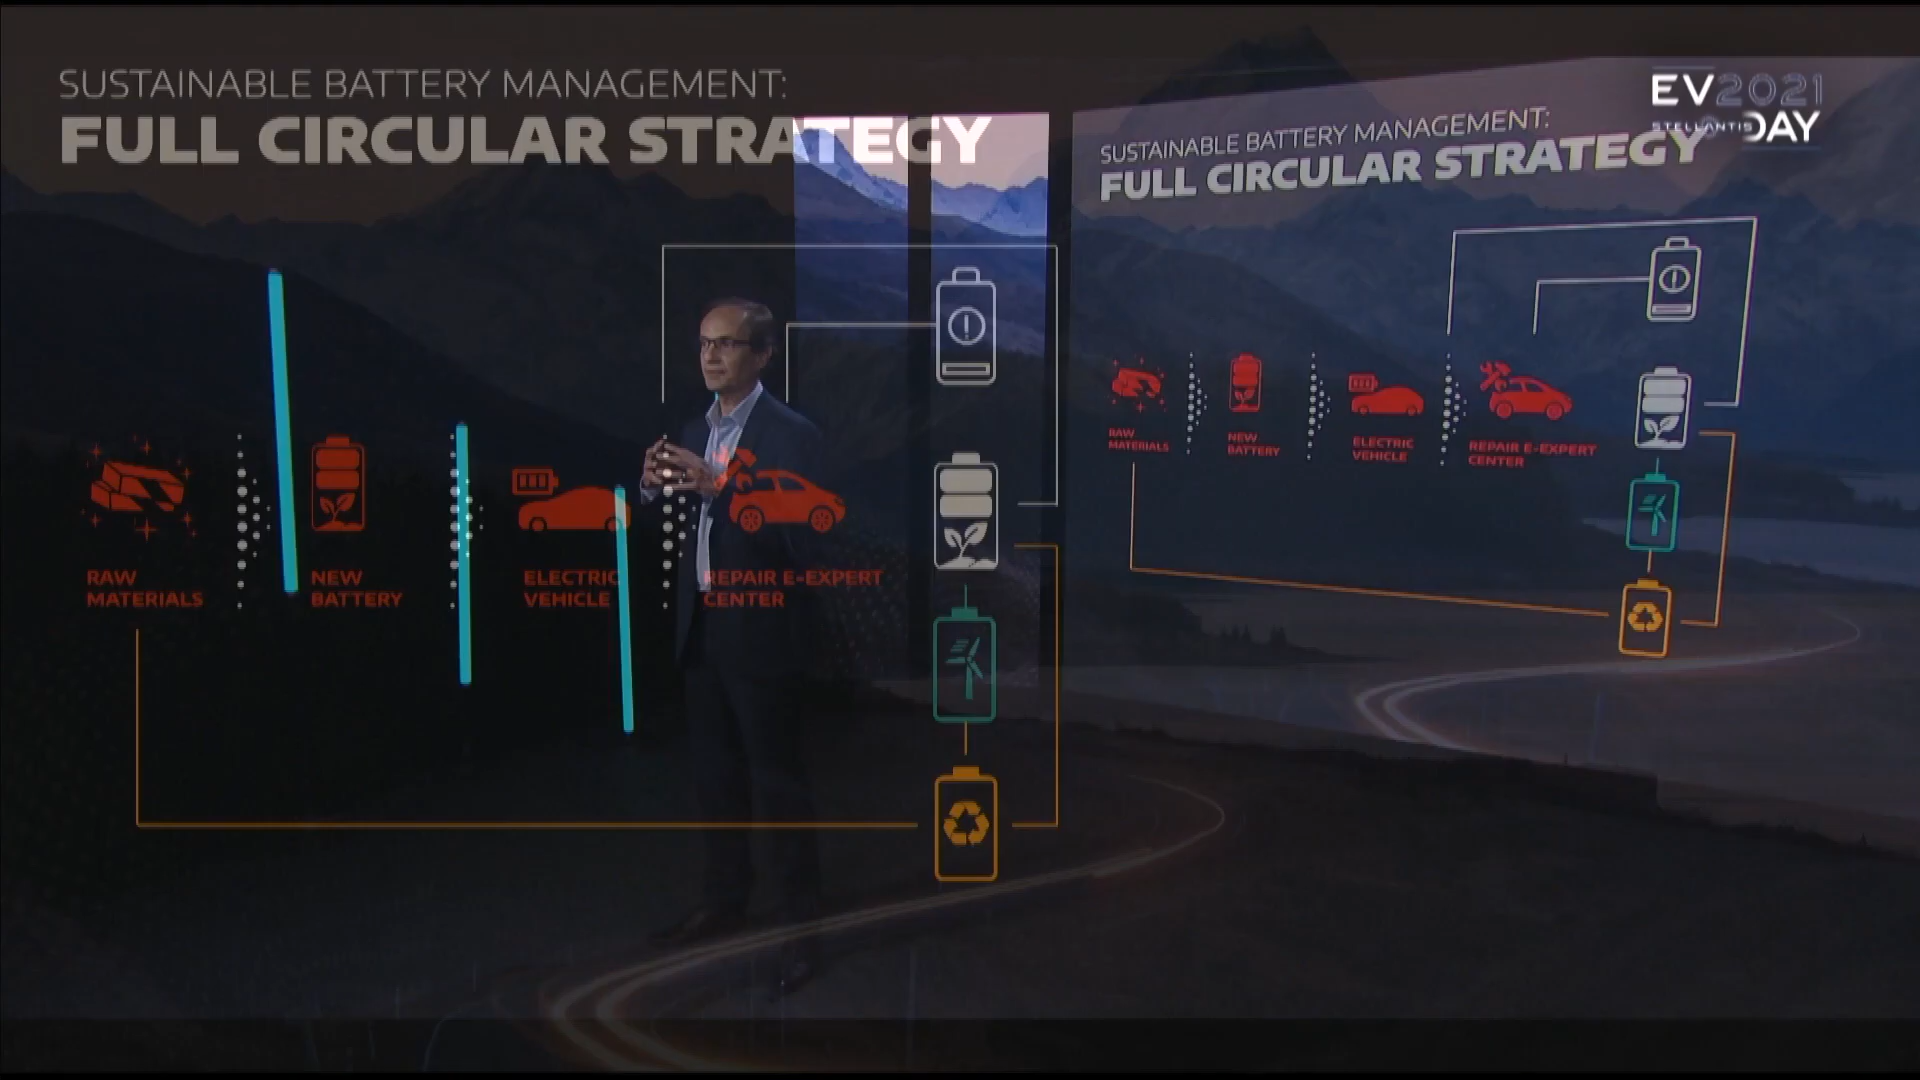 SUSTAINABLE BATTERY MANAGEMENT:
FULL CIRCULAR STRATEGY
RAW
MATERIALS
NEW
BATTERY
ELECTRIC
VEHICLE
REPAIR E-EXPERT
CENTER
EV2021
STELLANTIS DAY
SUSTAINABLE BATTERY MANAGEMENT:
FULL CIRCULAR STRATEGY
RAW
MATERIALS
NEW
BATTERY
ELECTRIC
VEHICLE
REPAIR E-EXPERT
CENTER